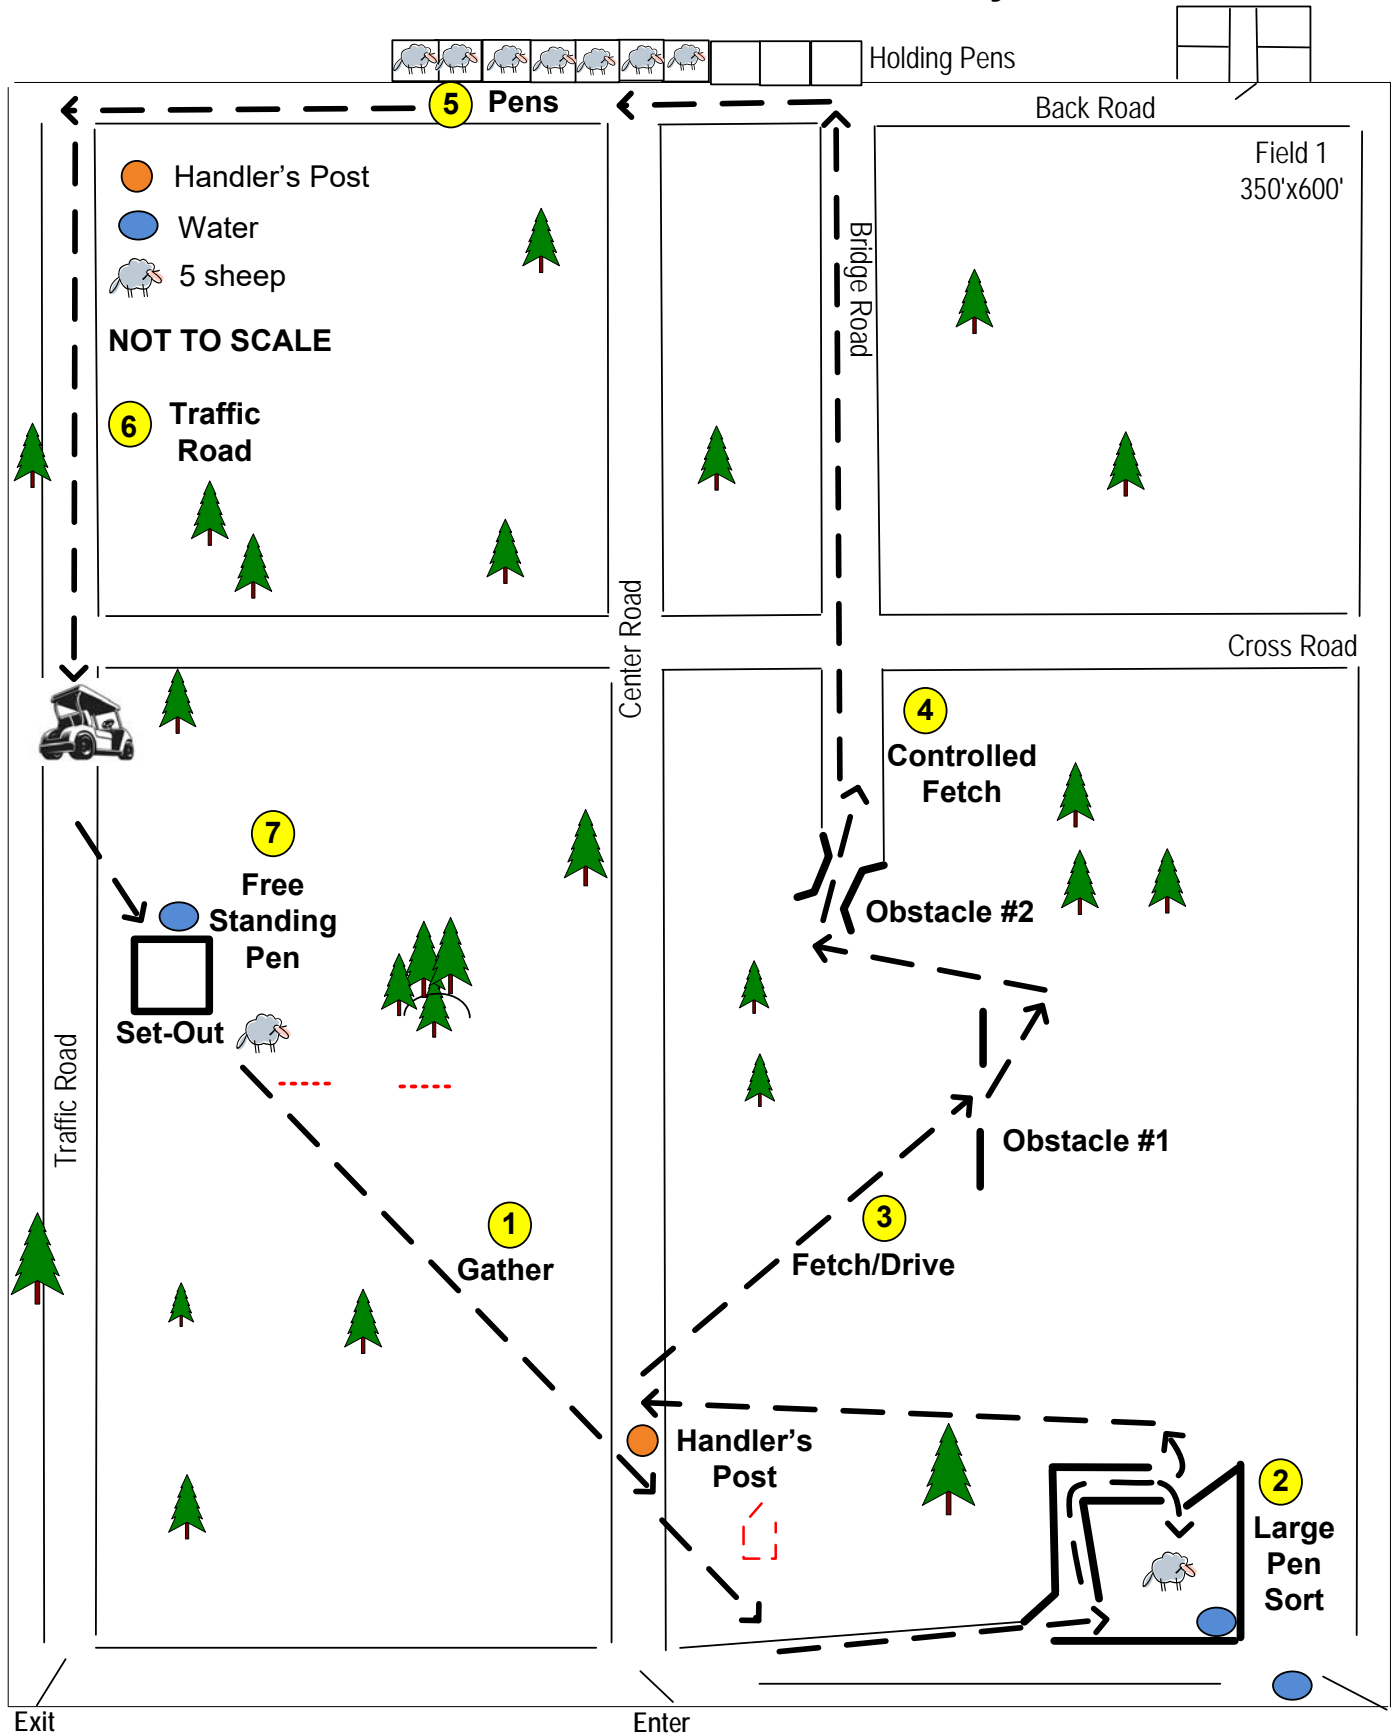 Holding Pens
5
Pens
Back Road
Field 1
350'x600'
Handler's Post
Water
5 sheep
NOT TO SCALE
Bridge Road
6
Traffic
Road
Center Road
Cross Road
4
Controlled
Fetch
7
Free
Standing
Pen
Obstacle #2
Set-Out
Traffic Road
Obstacle #1
1
Gather
3
Fetch/Drive
Handler's
Post
2
Large
Pen
Sort
Exit
Enter